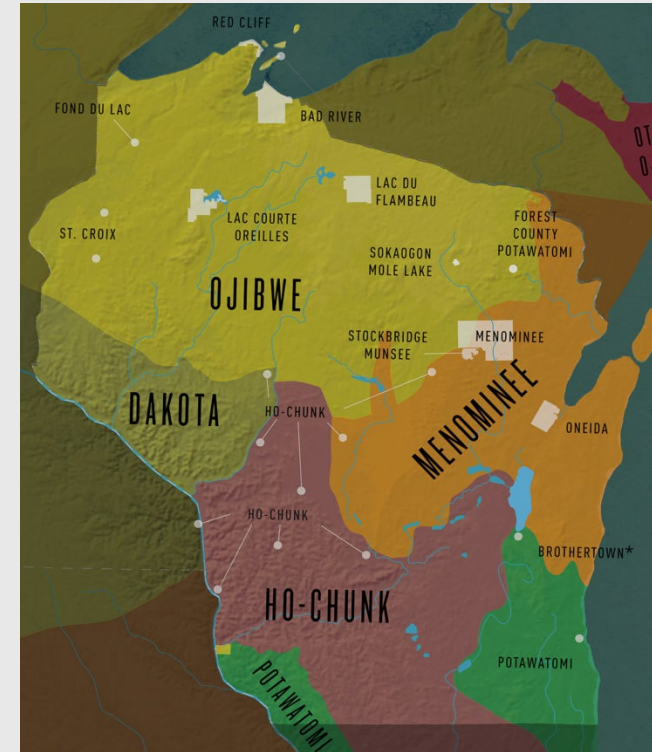 RED CLIFF
FOND DU LAC
BAD RIVER
OT
O
LAC DU
FLAMBEAU
LAC COURTE
OREILLES
ST. CROIX
FOREST
COUNTY
POTAWATOMI
SOKAOGON
MOLE LAKE
OJIBWE
STOCKBRIDGE
MUNSEE
MENOMINEE
DAKOTA
HO-CHUNK
MENOMINEE
ONEIDA
HO-CHUNK
BROTHERTOWN*
HO-CHUNK
POTAWATOMI
POTAWATOMI